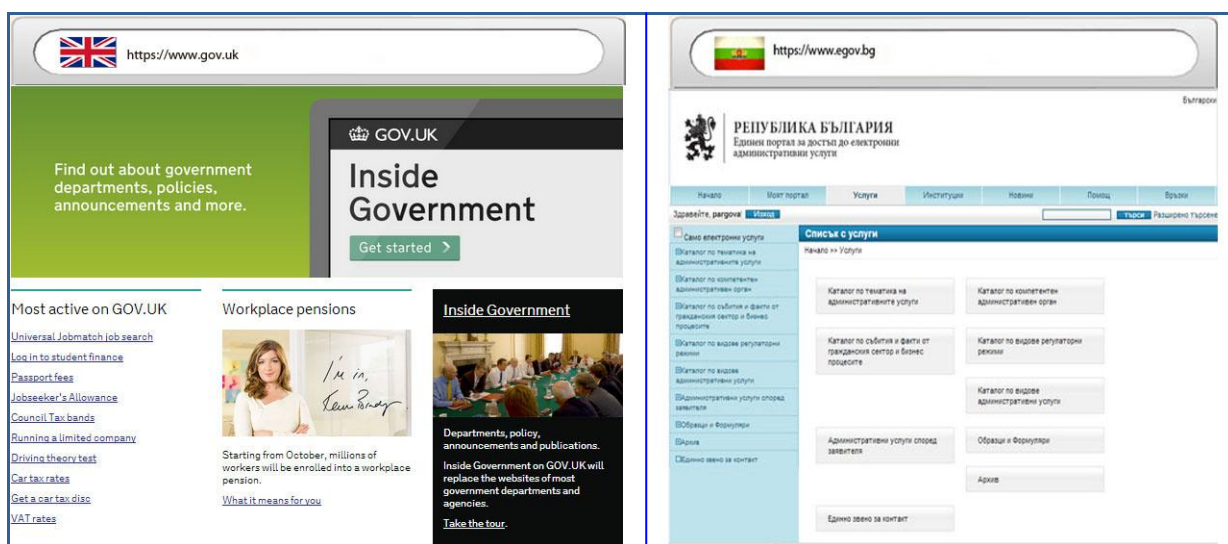 https://www.gov.uk
Find out about government
departments, policies,
announcements and more.
GOV.UK
Inside
Government
Get started
Most active on GOV.UK
Universal Jobmatch job search
Log in to student finance
Passport fees
Jobseeker's Allowance
Council Tax bands
Running a limited company
Driving theory test
Car tax rates
Get a car tax disc
VAT rates
Workplace pensions
I'm in,
Starting from October, millions of
workers will be enrolled into a workplace
pension.
What it means for you
Inside Government
Departments, policy,
announcements and publications.
Inside Government on GOV.UK will
replace the websites of most
government departments and
agencies.
Take the tour.
https://www.egov.bg
Български
РЕПУБЛИКА БЪЛГАРИЯ
Единен портал за достъп до електронни
административни услуги
Начало Моят портал Услуги Институции Новини Помощ Връзки
Здравейте, pargova! Изход
търси Разширено търсене
Само електронни услуги
Каталог по тематика на
административните услуги
Каталог по компетентен
административен орган
Каталог по събития и факти от
гражданския сектор и бизнес
процесите
Каталог по видове регулаторни
режими
Каталог по видове
административни услуги
Административни услуги според
заявителя
Образци и Формуляри
Архив
Единно звено за контакт
Списък с услуги
Начало >> Услуги
Каталог по тематика на
административните услуги
Каталог по компетентен
административен орган
Каталог по събития и факти от
гражданския сектор и бизнес
процесите
Каталог по видове регулаторни
режими
Каталог по видове
административни услуги
Административни услуги според
заявителя
Образци и Формуляри
Архив
Единно звено за контакт